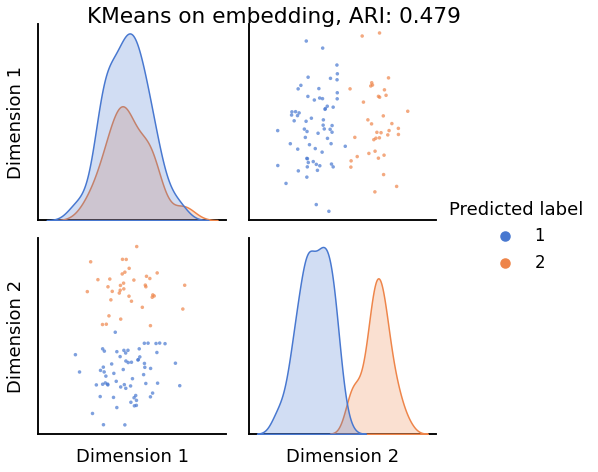 KMeans on embedding, ARI: 0.479
Dimension 1
Predicted label
1
2
Dimension 2
Dimension 1
Dimension 2